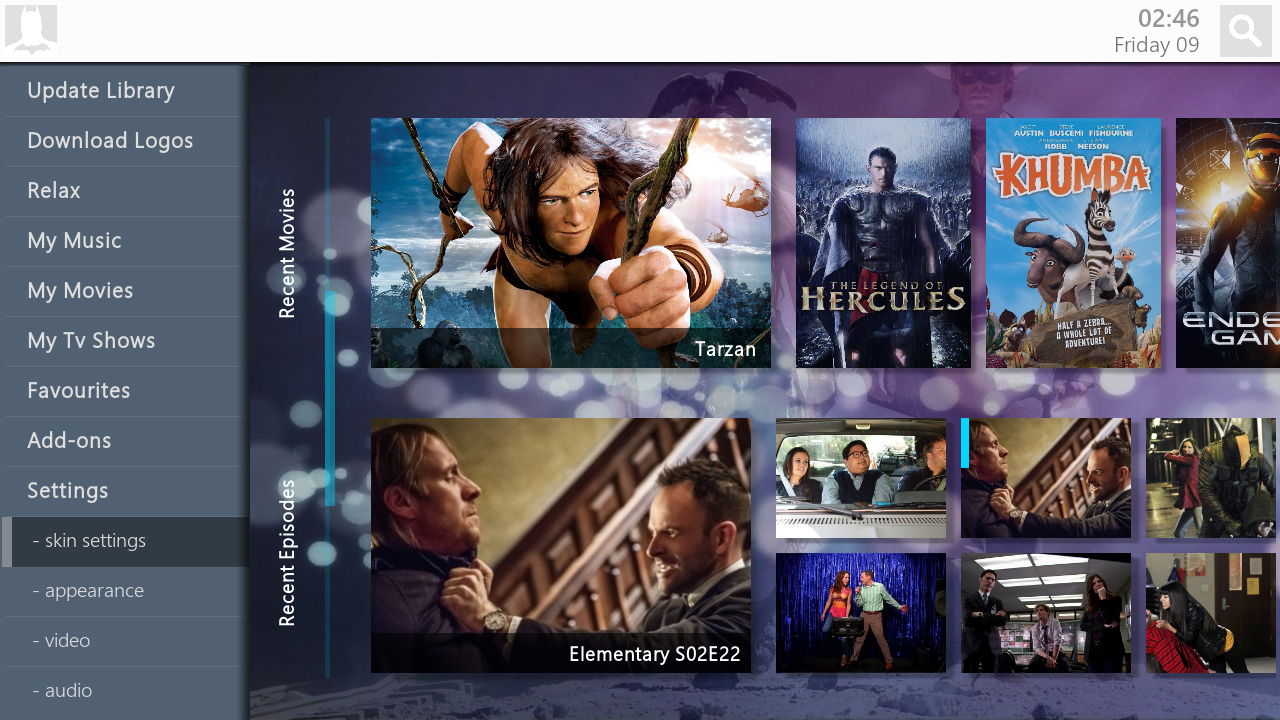 02:46
Friday 09
Update Library
Download Logos
Relax
My Music
My Movies
My Tv Shows
Favourites
Add-ons
Settings
- skin settings
- appearance
- video
- audio
Recent Movies
Tarzan
THE LEGEND OF
HERCULES
AUSTIN BUSCEMI FISHBURNE
ROBB NEESON
KHUMBA
HALF A ZEBRA...
A WHOLE LOT OF
ADVENTURE!
ENDE
GAM
Recent Episodes
Elementary S02E22